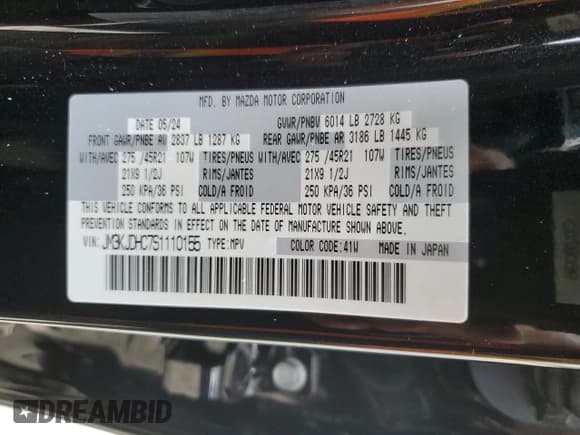 MFD. BY MAZDA MOTOR CORPORATION
DATE 05/24 GVWR/PNBV 6014 LB 2728 KG
FRONT GAWR/PNBE AV 2837 LB 1287 KG REAR GAWR/PNBE AR 3186 LB 1445 KG
WITH/AVEC 275 /45R21 107W TIRES/PNEUS WITH/AVEC 275 /45R21 107W TIRES/PNEUS
21X9 1/2J RIMS/JANTES 21X9 1/2J RIMS/JANTES
250 KPA/36 PSI COLD/A FROID 250 KPA/36 PSI COLD/A FROID
THIS VEHICLE CONFORMS TO ALL APPLICABLE FEDERAL MOTOR VEHICLE SAFETY AND THEFT
PREVENTION STANDARDS IN EFFECT ON THE DATE OF MANUFACTURE SHOWN ABOVE.
VIN: JM3KJDHC7S1110155 TYPE: MPV COLOR CODE:41W MADE IN JAPAN
DREAMBID